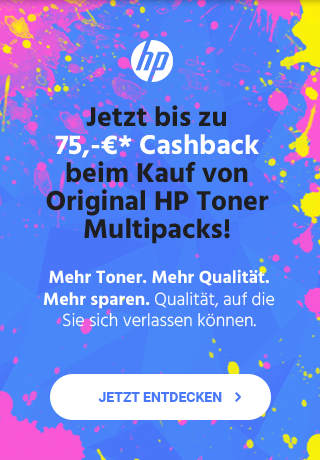 hp
Jetzt bis zu
75,-€* Cashback
beim Kauf von
Original HP Toner
Multipacks!
Mehr Toner. Mehr Qualität.
Mehr sparen. Qualität, auf die
Sie sich verlassen können.
JETZT ENTDECKEN